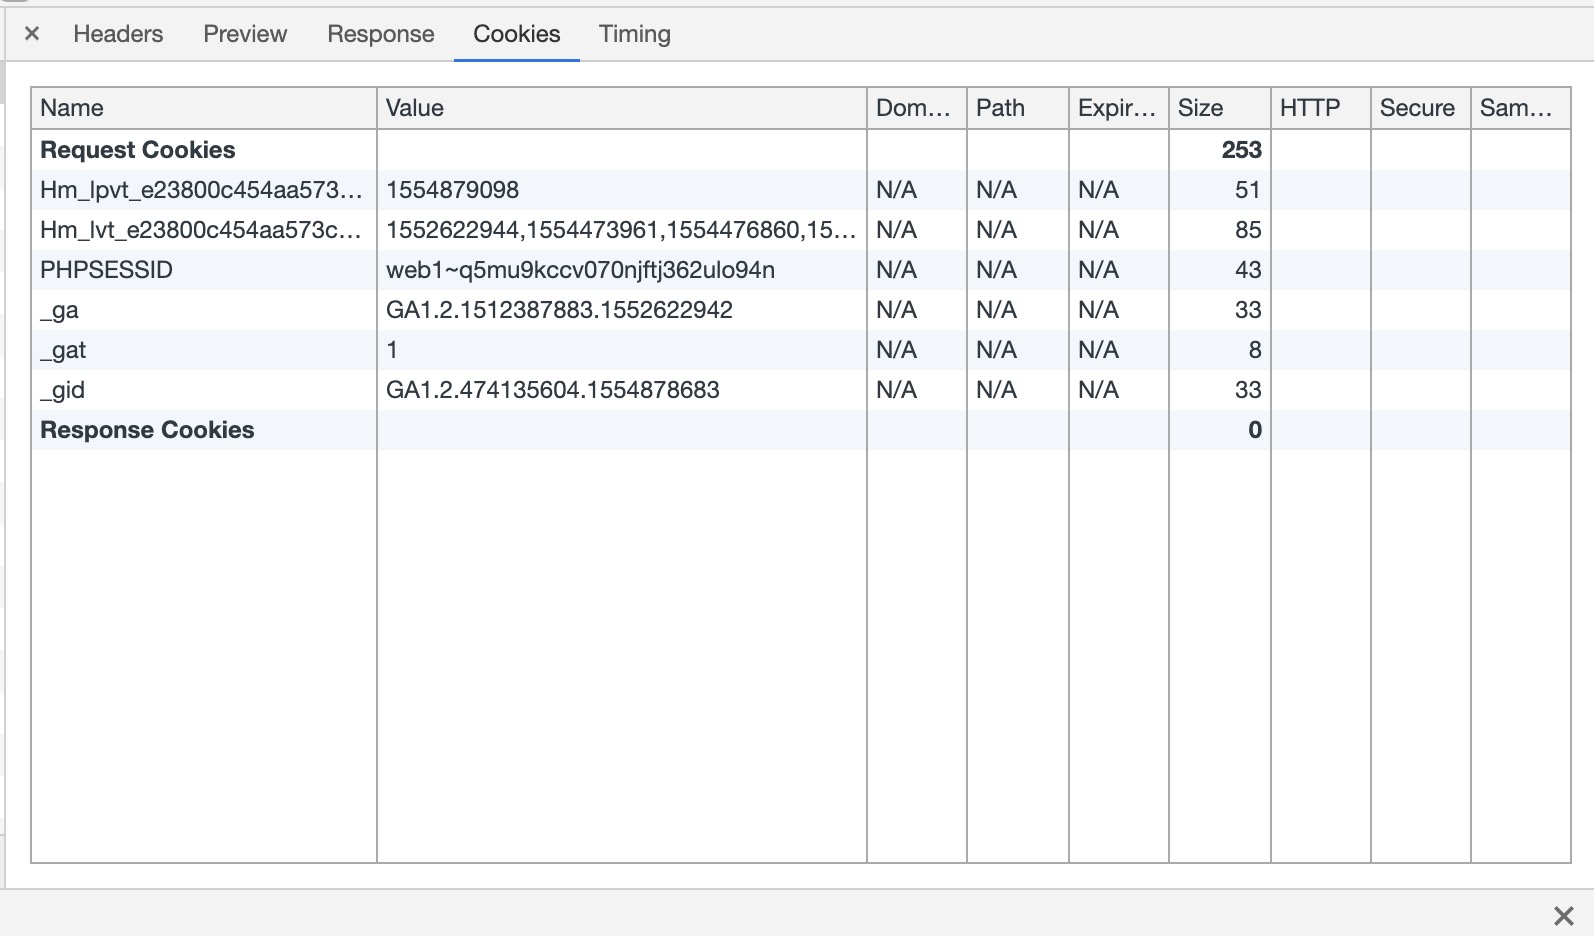 × Headers Preview Response Cookies Timing
Name Value Dom... Path Expir... Size HTTP Secure Sam...
Request Cookies 253
Hm_lpvt_e23800c454aa573... 1554879098 N/A N/A N/A 51
Hm_lvt_e23800c454aa573c... 1552622944,1554473961,1554476860,15... N/A N/A N/A 85
PHPSESSID web1~q5mu9kccv070njftj362ulo94n N/A N/A N/A 43
_ga GA1.2.1512387883.1552622942 N/A N/A N/A 33
_gat 1 N/A N/A N/A 8
_gid GA1.2.474135604.1554878683 N/A N/A N/A 33
Response Cookies 0